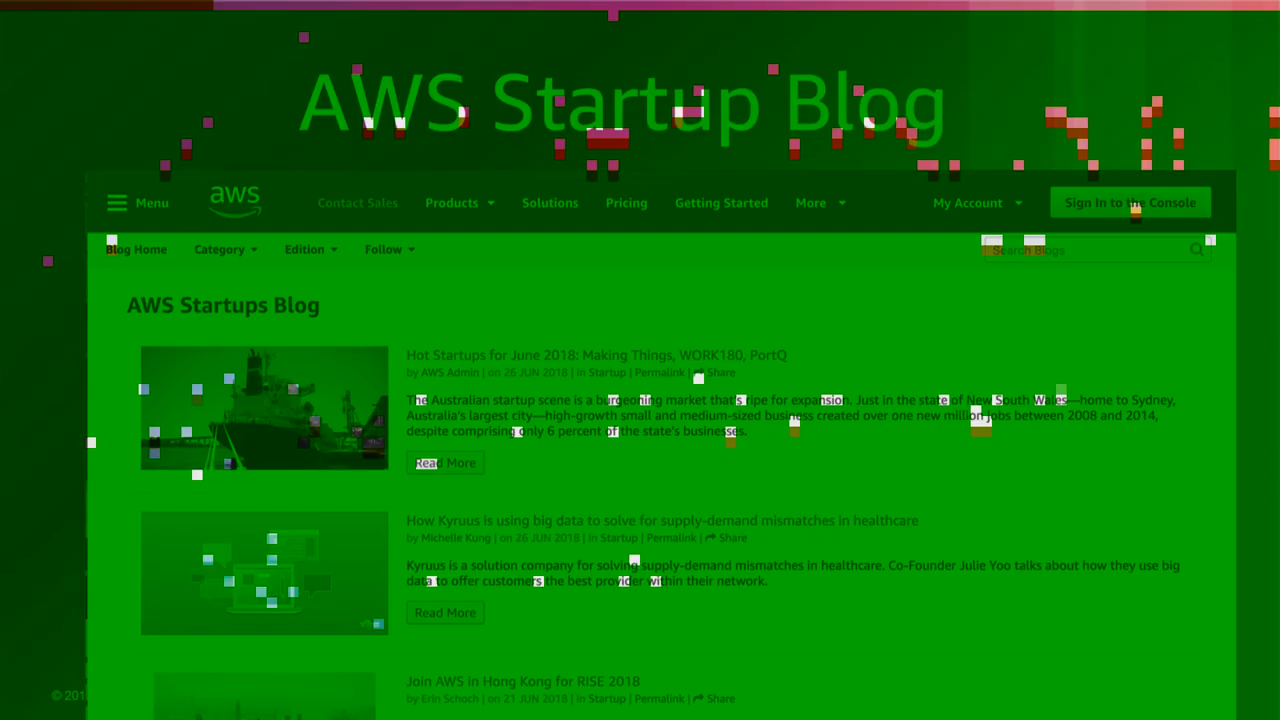 AWS Startup Blog
Menu
aws
Contact Sales
Products
Solutions
Pricing
Getting Started
More
My Account
Sign In to the Console
Blog Home
Category
Edition
Follow
Search Blogs
AWS Startups Blog
Hot Startups for June 2018: Making Things, WORK180, PortQ
by AWS Admin | on 26 JUN 2018 | in Startup | Permalink | Share
The Australian startup scene is a burgeoning market that's ripe for expansion. Just in the state of New South Wales—home to Sydney,
Australia's largest city—high-growth small and medium-sized business created over one new million jobs between 2008 and 2014,
despite comprising only 6 percent of the state's businesses.
Read More
How Kyruus is using big data to solve for supply-demand mismatches in healthcare
by Michelle Kung | on 26 JUN 2018 | in Startup | Permalink | Share
Kyruus is a solution company for solving supply-demand mismatches in healthcare. Co-Founder Julie Yoo talks about how they use big
data to offer customers the best provider within their network.
Read More
Join AWS in Hong Kong for RISE 2018
by Erin Schoch | on 21 JUN 2018 | in Startup | Permalink | Share
© 201